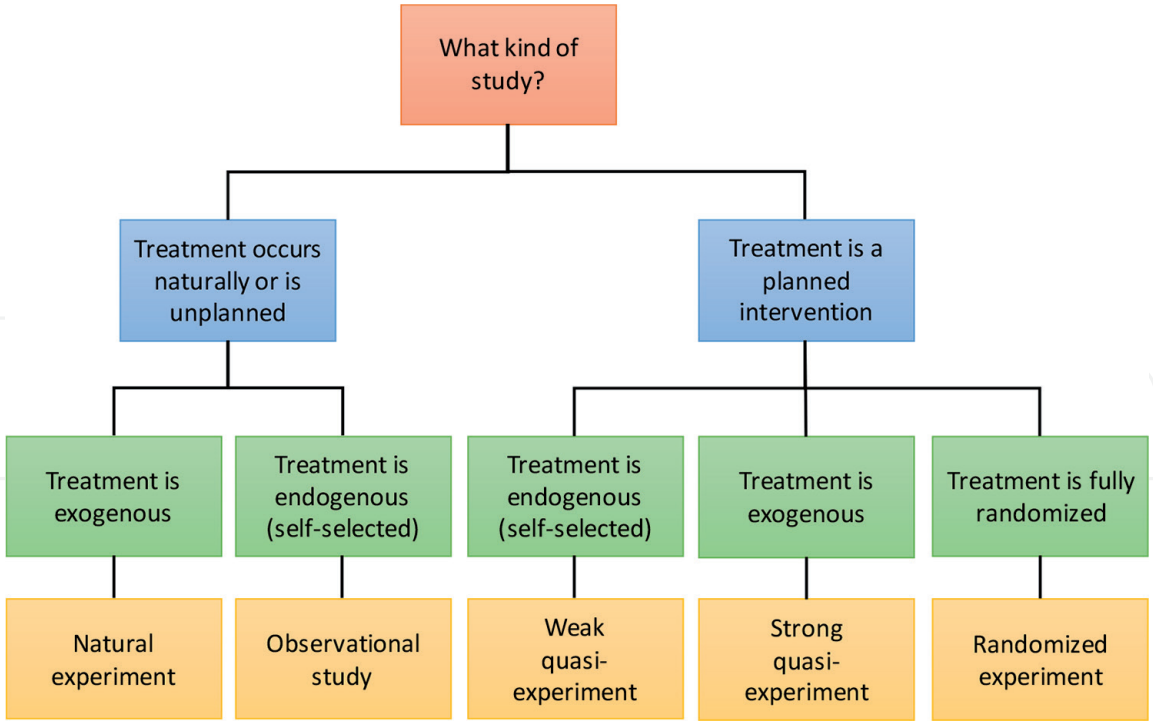 What kind of
study?
Treatment occurs
naturally or is
unplanned
Treatment is a
planned
intervention
Treatment is
exogenous
Treatment is
endogenous
(self-selected)
Treatment is
endogenous
(self-selected)
Treatment is
exogenous
Treatment is fully
randomized
Natural
experiment
Observational
study
Weak
quasi-
experiment
Strong
quasi-
experiment
Randomized
experiment